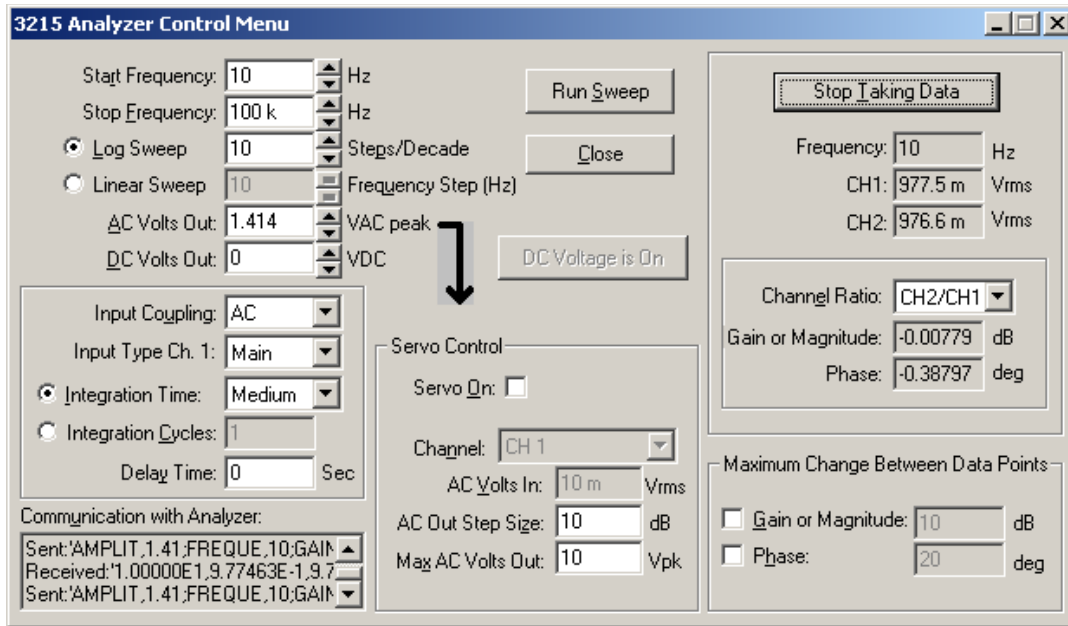 3215 Analyzer Control Menu
Start Frequency: 10 Hz
Stop Frequency: 100 k Hz
Log Sweep 10 Steps/Decade
Linear Sweep 10 Frequency Step (Hz)
AC Volts Out: 1.414 VAC peak
DC Volts Out: 0 VDC
Run Sweep
Close
DC Voltage is On
Input Coupling: AC
Input Type Ch. 1: Main
Integration Time: Medium
Integration Cycles: 1
Delay Time: 0 Sec
Communication with Analyzer:
Sent:'AMPLIT,1.41;FREQUE,10;GAIN
Received:'1.00000E1,9.77463E-1,9.7
Sent:'AMPLIT,1.41;FREQUE,10;GAIN
Servo Control
Servo On:
Channel: CH 1
AC Volts In: 10 m Vrms
AC Out Step Size: 10 dB
Max AC Volts Out: 10 Vpk
Stop Taking Data
Frequency: 10 Hz
CH1: 977.5 m Vrms
CH2: 976.6 m Vrms
Channel Ratio: CH2/CH1
Gain or Magnitude: -0.00779 dB
Phase: -0.38797 deg
Maximum Change Between Data Points
Gain or Magnitude: 10 dB
Phase: 20 deg